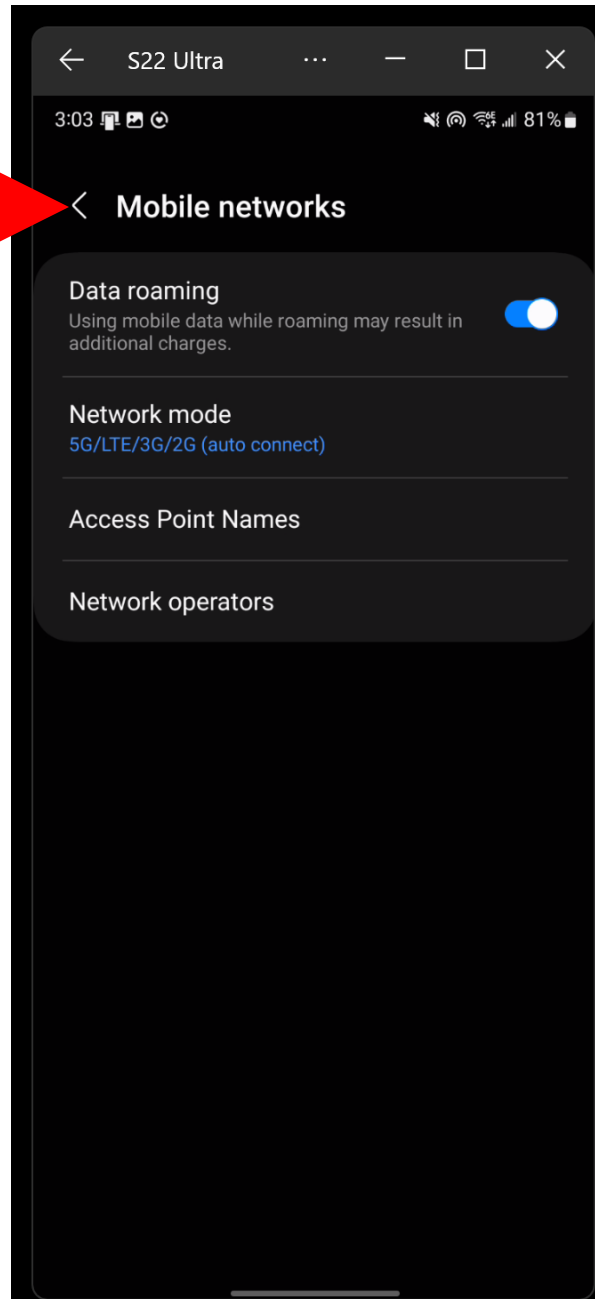 S22 Ultra
3:03 81%
Mobile networks
Data roaming
Using mobile data while roaming may result in
additional charges.
Network mode
5G/LTE/3G/2G (auto connect)
Access Point Names
Network operators